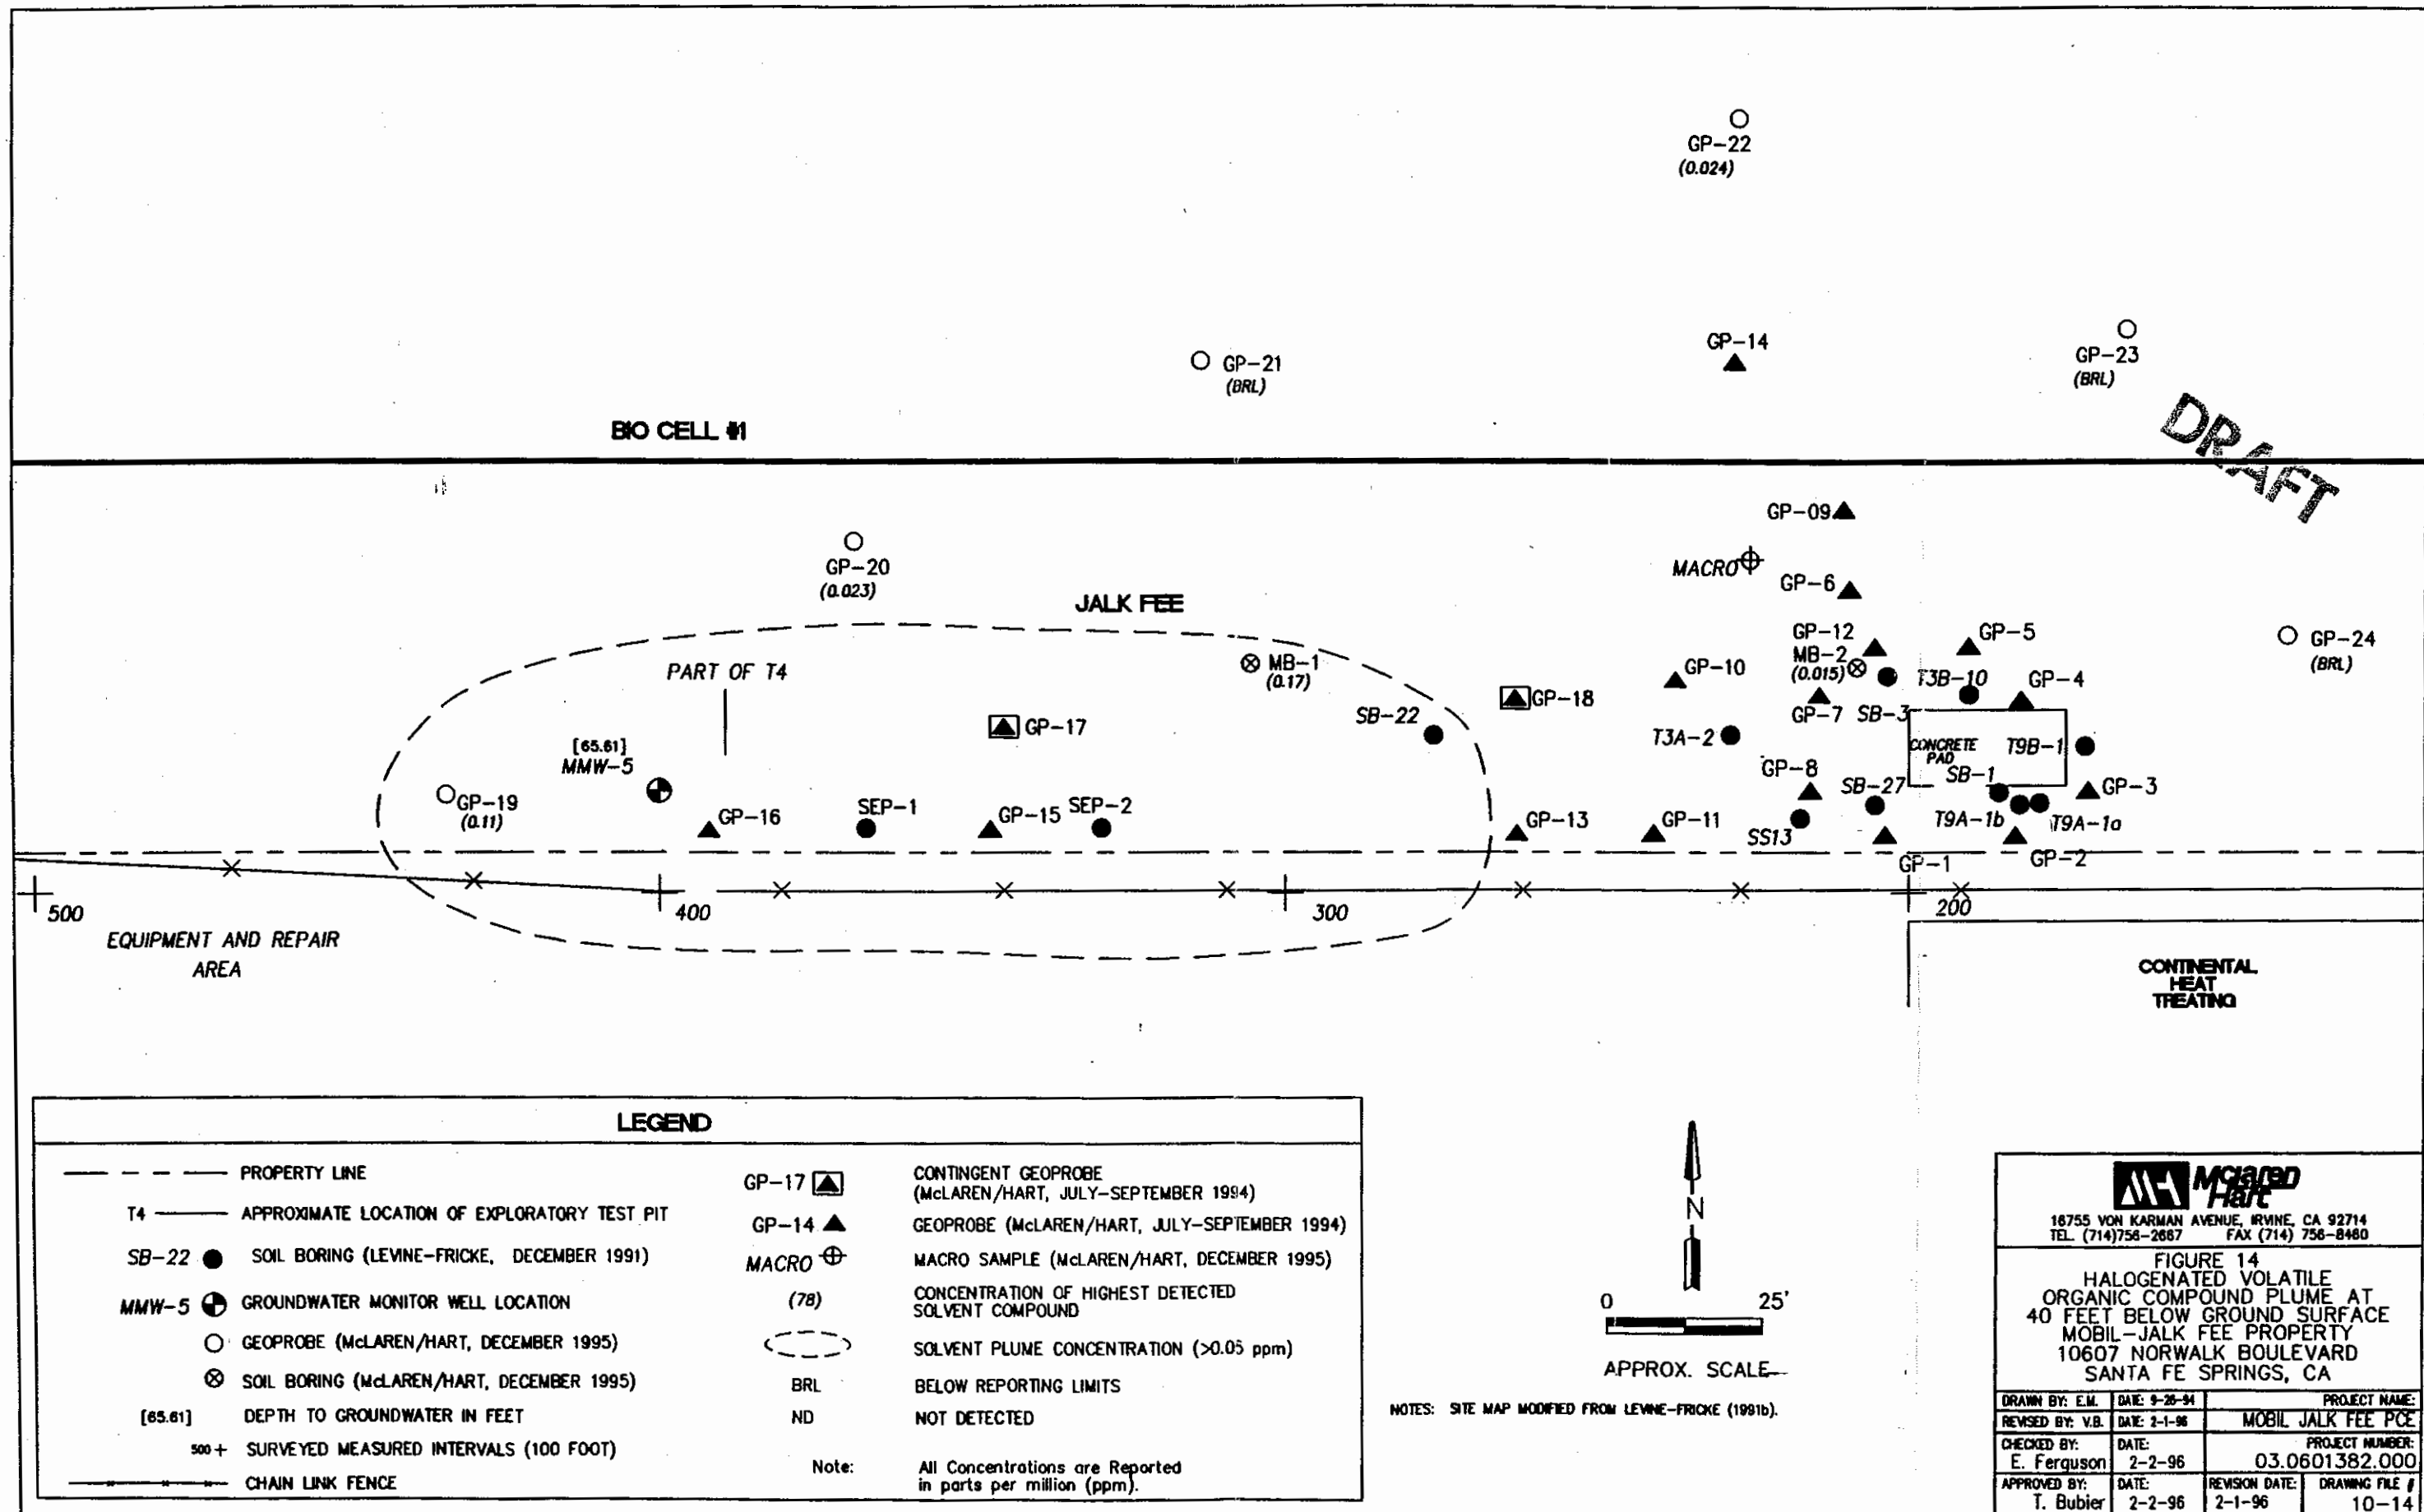 GP-22
(0.024)
GP-14
GP-21
(BRL)
GP-23
(BRL)
DRAFT
BIO CELL #1
GP-09
MACRO
GP-6
GP-20
(0.023)
JALK FEE
GP-12
MB-2
(0.015)
GP-5
GP-24
(BRL)
PART OF T4
MB-1
(0.17)
GP-10
T3B-10
GP-4
GP-18
GP-7
SB-3
SB-22
GP-17
T3A-2
CONCRETE
PAD
T9B-1
[65.61]
MMW-5
GP-8
SB-1
GP-3
GP-19
(0.11)
SB-27
GP-16
SEP-1
GP-15
SEP-2
GP-13
GP-11
SS13
T9A-1b
T9A-1a
GP-1
GP-2
500
400
300
200
EQUIPMENT AND REPAIR
AREA
CONTINENTAL
HEAT
TREATING
LEGEND
PROPERTY LINE
T4 APPROXIMATE LOCATION OF EXPLORATORY TEST PIT
SB-22 SOIL BORING (LEVINE-FRICKE, DECEMBER 1991)
MMW-5 GROUNDWATER MONITOR WELL LOCATION
GEOPROBE (McLAREN/HART, DECEMBER 1995)
SOIL BORING (McLAREN/HART, DECEMBER 1995)
[65.61] DEPTH TO GROUNDWATER IN FEET
500+ SURVEYED MEASURED INTERVALS (100 FOOT)
CHAIN LINK FENCE
GP-17 CONTINGENT GEOPROBE
(McLAREN/HART, JULY-SEPTEMBER 1994)
GP-14 GEOPROBE (McLAREN/HART, JULY-SEPTEMBER 1994)
MACRO MACRO SAMPLE (McLAREN/HART, DECEMBER 1995)
(78) CONCENTRATION OF HIGHEST DETECTED
SOLVENT COMPOUND
SOLVENT PLUME CONCENTRATION (>0.05 ppm)
BRL BELOW REPORTING LIMITS
ND NOT DETECTED
Note: All Concentrations are Reported
in parts per million (ppm).
N
0 25'
APPROX. SCALE
NOTES: SITE MAP MODIFIED FROM LEVINE-FRICKE (1991b).
McLaren
Hart
16755 VON KARMAN AVENUE, IRVINE, CA 92714
TEL. (714)756-2667 FAX (714) 756-8460
FIGURE 14
HALOGENATED VOLATILE
ORGANIC COMPOUND PLUME AT
40 FEET BELOW GROUND SURFACE
MOBIL-JALK FEE PROPERTY
10607 NORWALK BOULEVARD
SANTA FE SPRINGS, CA
DRAWN BY: E.M. DATE: 9-26-94 PROJECT NAME:
REVISED BY: V.B. DATE: 2-1-96 MOBIL JALK FEE PCE
CHECKED BY: DATE: PROJECT NUMBER:
E. Ferguson 2-2-96 03.0601382.000
APPROVED BY: DATE: REVISION DATE: DRAWING FILE #
T. Bubier 2-2-96 2-1-96 10-14